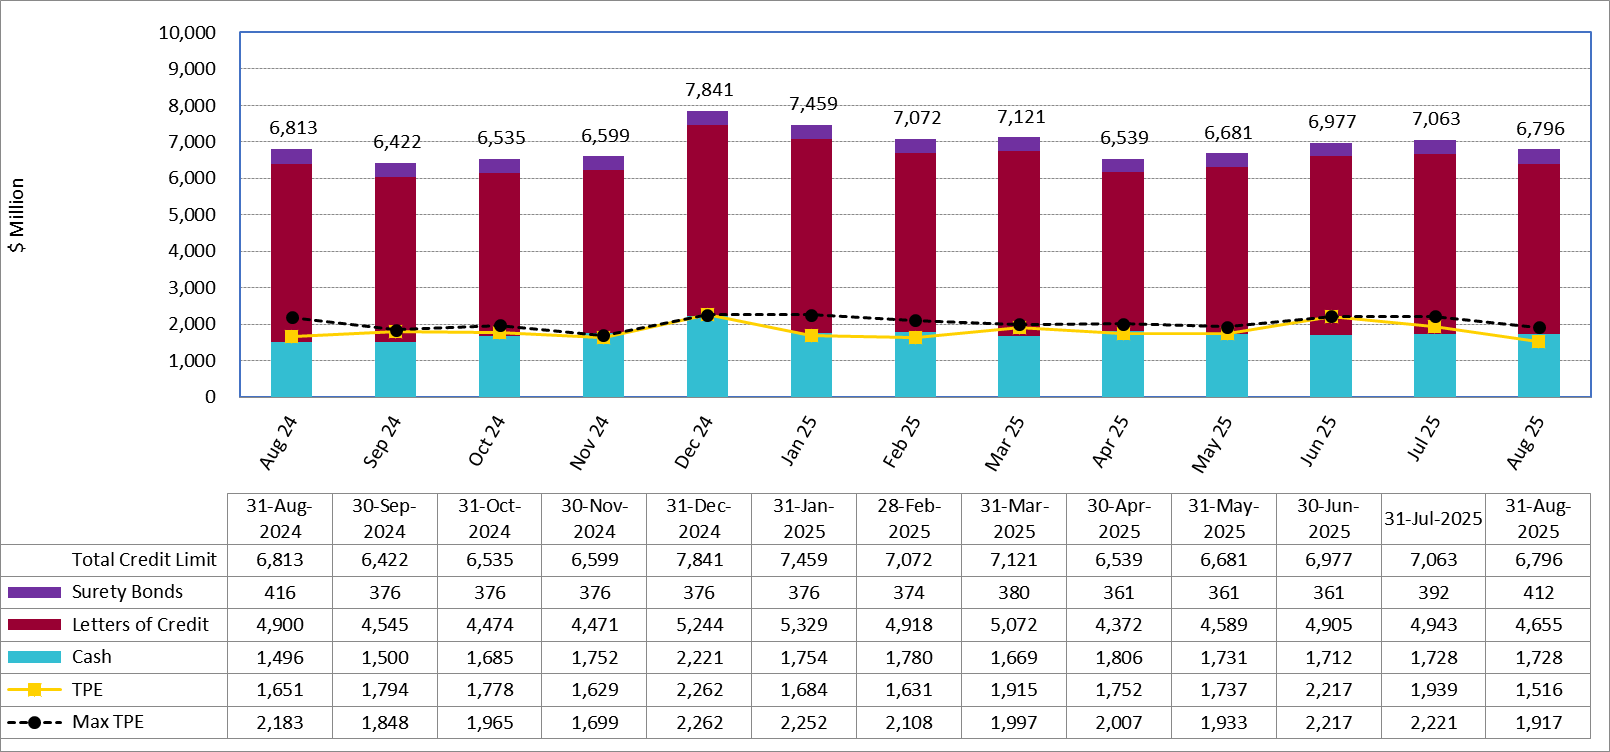 10,000
9,000
8,000
7,000
6,000
5,000
4,000
3,000
2,000
1,000
0
$ Million
6,813 6,422 6,535 6,599 7,841 7,459 7,072 7,121 6,539 6,681 6,977 7,063 6,796
Aug 24 Sep 24 Oct 24 Nov 24 Dec 24 Jan 25 Feb 25 Mar 25 Apr 25 May 25 Jun 25 Jul 25 Aug 25
31-Aug-2024 30-Sep-2024 31-Oct-2024 30-Nov-2024 31-Dec-2024 31-Jan-2025 28-Feb-2025 31-Mar-2025 30-Apr-2025 31-May-2025 30-Jun-2025 31-Jul-2025 31-Aug-2025
Total Credit Limit 6,813 6,422 6,535 6,599 7,841 7,459 7,072 7,121 6,539 6,681 6,977 7,063 6,796
Surety Bonds 416 376 376 376 376 376 374 380 361 361 361 392 412
Letters of Credit 4,900 4,545 4,474 4,471 5,244 5,329 4,918 5,072 4,372 4,589 4,905 4,943 4,655
Cash 1,496 1,500 1,685 1,752 2,221 1,754 1,780 1,669 1,806 1,731 1,712 1,728 1,728
TPE 1,651 1,794 1,778 1,629 2,262 1,684 1,631 1,915 1,752 1,737 2,217 1,939 1,516
Max TPE 2,183 1,848 1,965 1,699 2,262 2,252 2,108 1,997 2,007 1,933 2,217 2,221 1,917